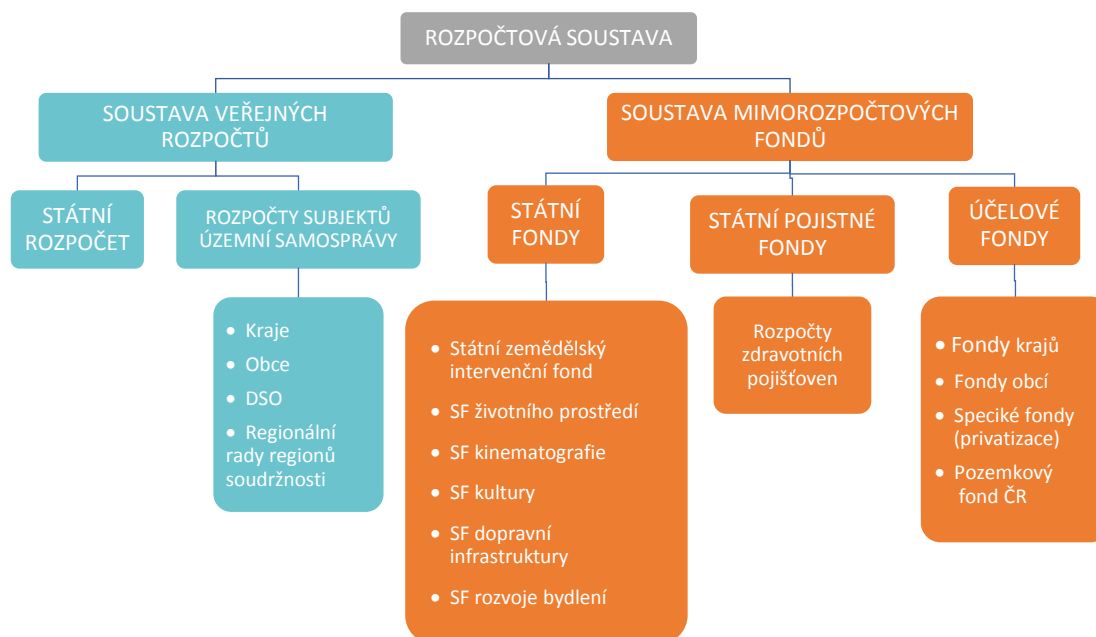 ROZPOČTOVÁ SOUSTAVA
SOUSTAVA VEŘEJNÝCH
ROZPOČTŮ
SOUSTAVA MIMOROZPOČTOVÝCH
FONDŮ
STÁTNÍ
ROZPOČET
ROZPOČTY SUBJEKTŮ
ÚZEMNÍ SAMOSPRÁVY
STÁTNÍ
FONDY
STÁTNÍ POJISTNÉ
FONDY
ÚČELOVÉ
FONDY
• Kraje
• Obce
• DSO
• Regionální
rady regionů
soudržnosti
• Státní zemědělský
intervenční fond
• SF životního prostředí
• SF kinematografie
• SF kultury
• SF dopravní
infrastruktury
• SF rozvoje bydlení
Rozpočty
zdravotních
pojišťoven
• Fondy krajů
• Fondy obcí
• Speciké fondy
(privatizace)
• Pozemkový
fond ČR